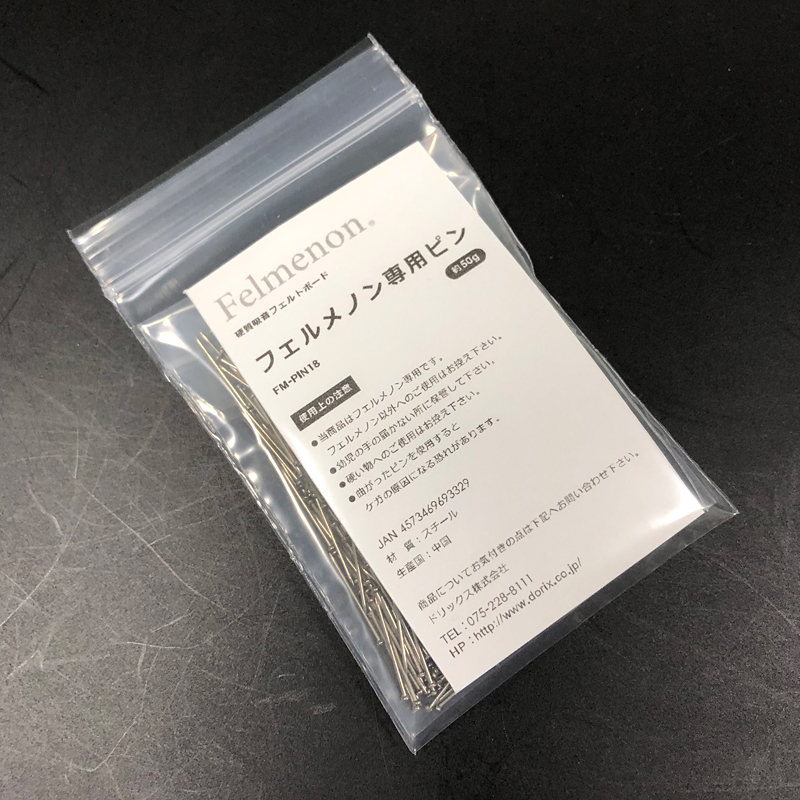 Felmenon®
硬質吸音フェルトボード
フェルメノン専用ピン
約50g
FM-PIN18
使用上の注意
●当商品はフェルメノン専用です。
フェルメノン以外へのご使用はお控え下さい。
●幼児の手の届かない所に保管して下さい。
●硬い物へのご使用はお控え下さい。
●曲がったピンを使用すると
ケガの原因になる恐れがあります。
JAN 4573469693329
材 質：スチール
生産国：中国
商品についてお気付きの点は下記へお問い合わせ下さい。
ドリックス株式会社
TEL：075-228-8111
HP：http://www.dorix.co.jp/